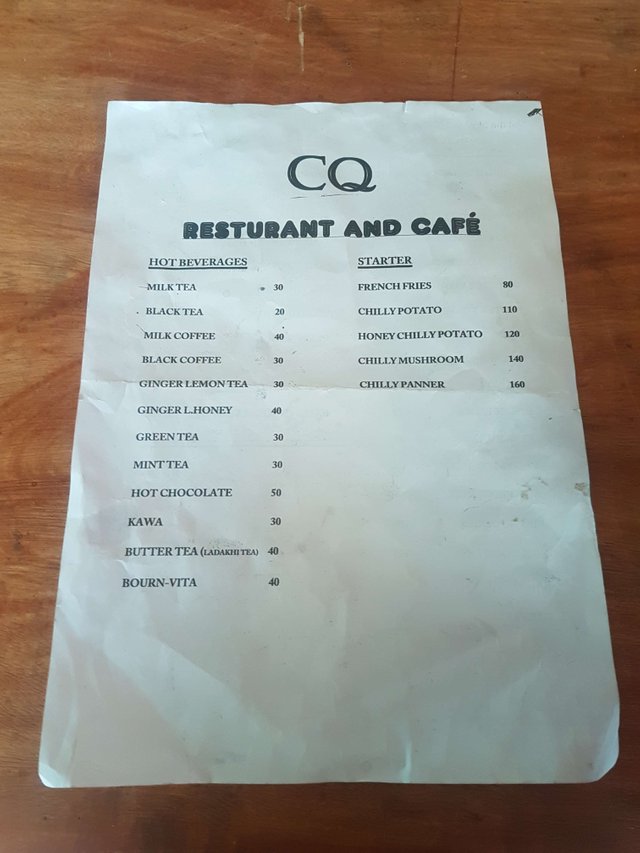 CQ
RESTURANT AND CAFÉ
HOT BEVERAGES
MILK TEA 30
BLACK TEA 20
MILK COFFEE 40
BLACK COFFEE 30
GINGER LEMON TEA 30
GINGER L.HONEY 40
GREEN TEA 30
MINT TEA 30
HOT CHOCOLATE 50
KAWA 30
BUTTER TEA (LADAKHI TEA) 40
BOURN-VITA 40
STARTER
FRENCH FRIES 80
CHILLY POTATO 110
HONEY CHILLY POTATO 120
CHILLY MUSHROOM 140
CHILLY PANNER 160